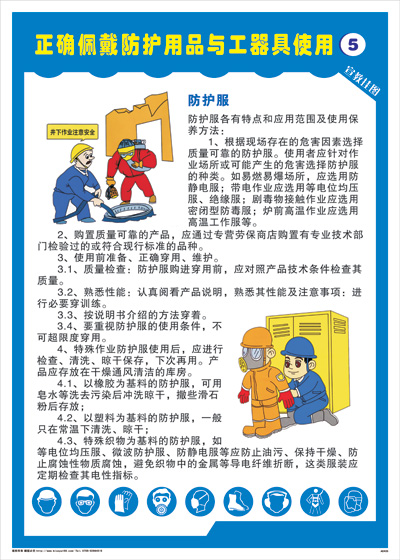 正确佩戴防护用品与工器具使用 5
宣教挂图
井下作业注意安全
防护服
防护服各有特点和应用范围及使用保
养方法：
1、根据现场存在的危害因素选择
质量可靠的防护服。使用者应针对作
业场所或可能产生的危害选择防护服
的种类。如易燃易爆场所，应选用防
静电服；带电作业应选用等电位均压
服、绝缘服；剧毒物接触作业应选用
密闭型防毒服；炉前高温作业应选用
高温工作服等。
2、购置质量可靠的产品，应通过专营劳保商店购置有专业技术部
门检验过的或符合现行标准的品种。
3、使用前准备、正确穿用、维护。
3.1、质量检查：防护服购进穿用前，应对照产品技术条件检查其
质量。
3.2、熟悉性能：认真阅看产品说明，熟悉其性能及注意事项：进
行必要穿训练。
3.3、按说明书介绍的方法穿着。
3.4、要重视防护服的使用条件，不
可超限度穿用。
4、特殊作业防护服使用后，应进行
检查、清洗、晾干保存，下次再用。产
品应存放在干燥通风清洁的库房。
4.1、以橡胶为基料的防护服，可用
皂水等洗去污染后冲洗晾干，撒些滑石
粉后存放；
4.2、以塑料为基料的防护服，一般
只在常温下清洗、晾干；
4.3、特殊织物为基料的防护服，如
等电位均压服、微波防护服、防静电服等应防止油污、保持干燥、防
止腐蚀性物质腐蚀，避免织物中的金属等导电纤维折断，这类服装应
定期检查其电性指标。